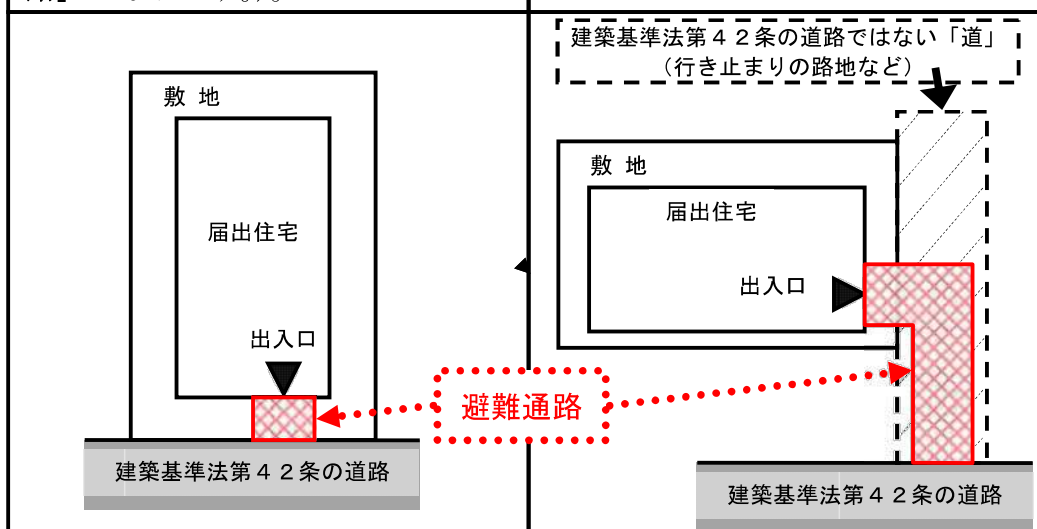 敷 地
届出住宅
出入口
建築基準法第４２条の道路
建築基準法第４２条の道路ではない「道」
（行き止まりの路地など）
敷 地
届出住宅
出入口
避難通路
建築基準法第４２条の道路